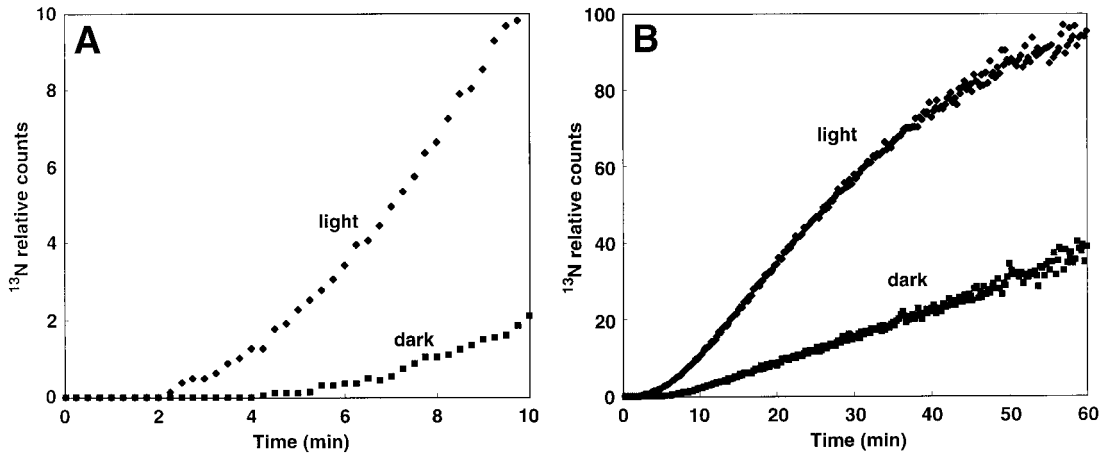 A
10
8
6
4
2
0
¹³N relative counts
light
dark
0 2 4 6 8 10
Time (min)
B
100
80
60
40
20
0
¹³N relative counts
light
dark
0 10 20 30 40 50 60
Time (min)